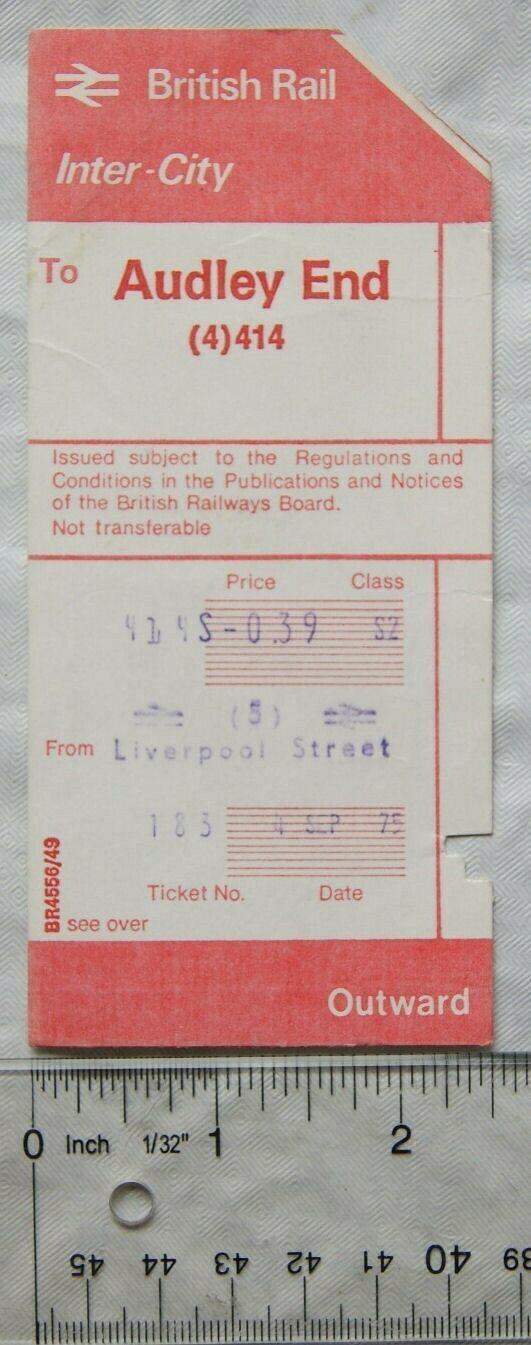 British Rail
Inter-City
To Audley End
(4)414
Issued subject to the Regulations and
Conditions in the Publications and Notices
of the British Railways Board.
Not transferable
Price Class
414S-0.39 S2
(5)
From Liverpool Street
183 4 SEP 75
Ticket No. Date
BR4556/49
see over
Outward
0 Inch 1/32" 1 2
45 44 43 42 41 40 39